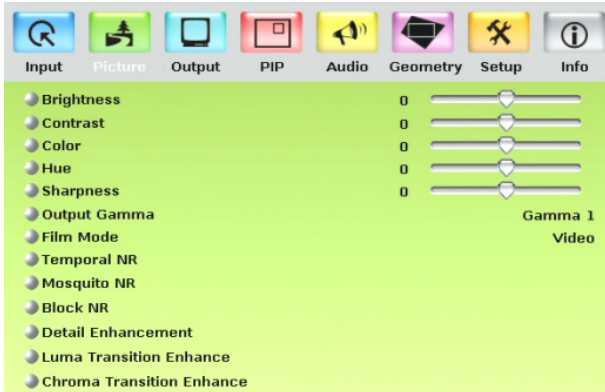 Input Picture Output PIP Audio Geometry Setup Info
Brightness 0
Contrast 0
Color 0
Hue 0
Sharpness 0
Output Gamma Gamma 1
Film Mode Video
Temporal NR
Mosquito NR
Block NR
Detail Enhancement
Luma Transition Enhance
Chroma Transition Enhance